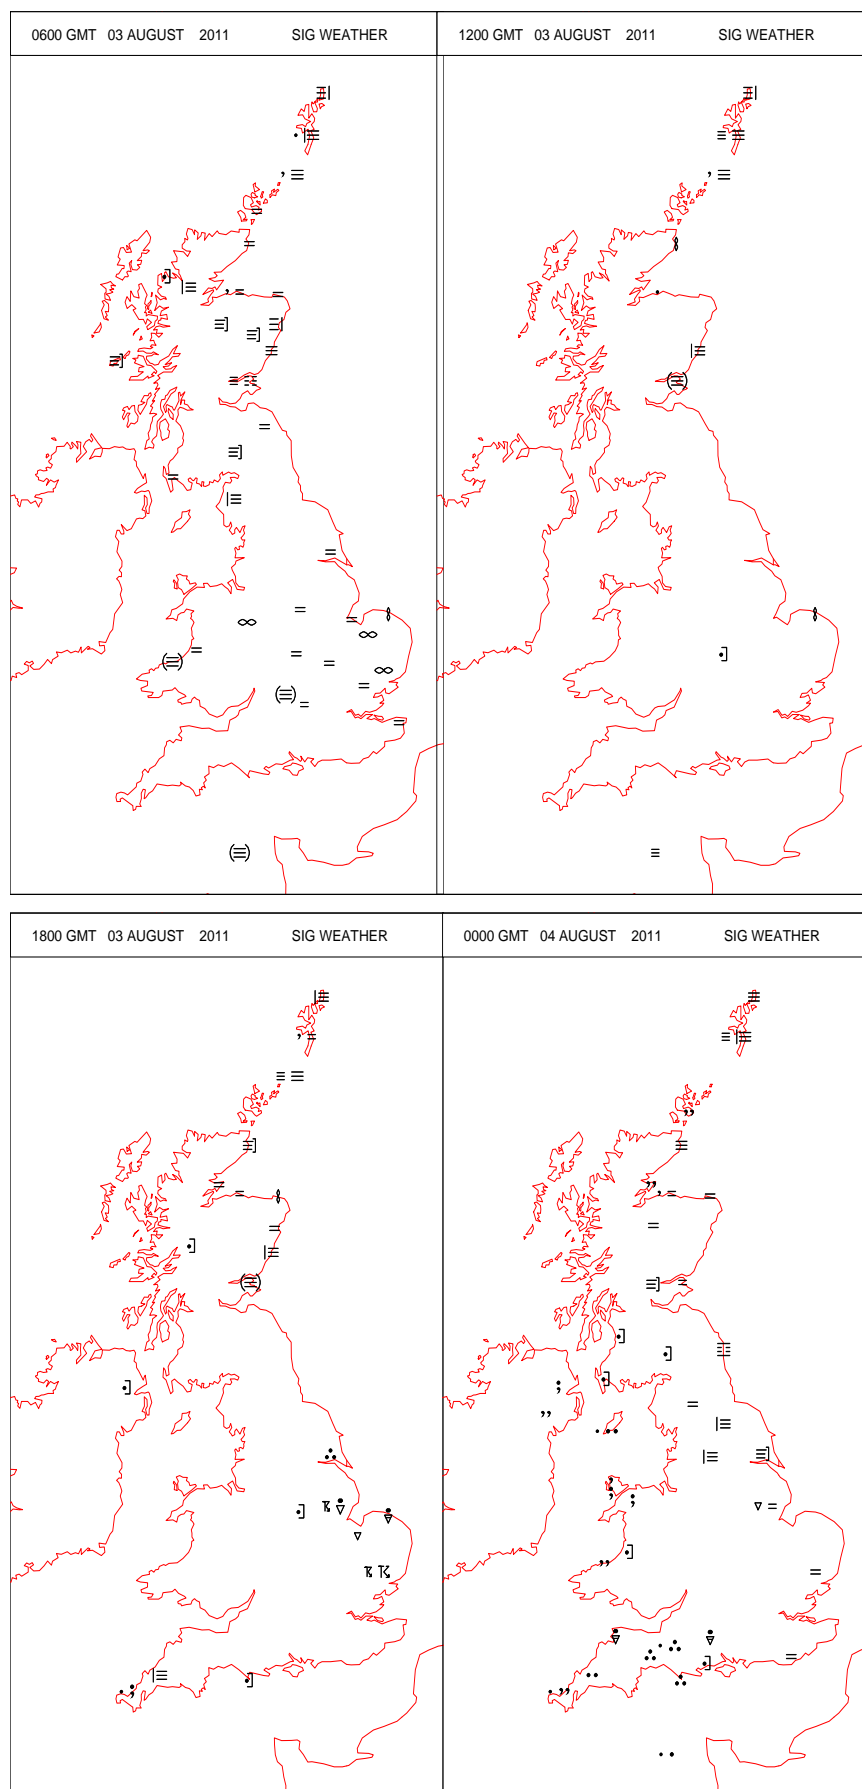 0600 GMT 03 AUGUST 2011 SIG WEATHER
1200 GMT 03 AUGUST 2011 SIG WEATHER
1800 GMT 03 AUGUST 2011 SIG WEATHER
0000 GMT 04 AUGUST 2011 SIG WEATHER